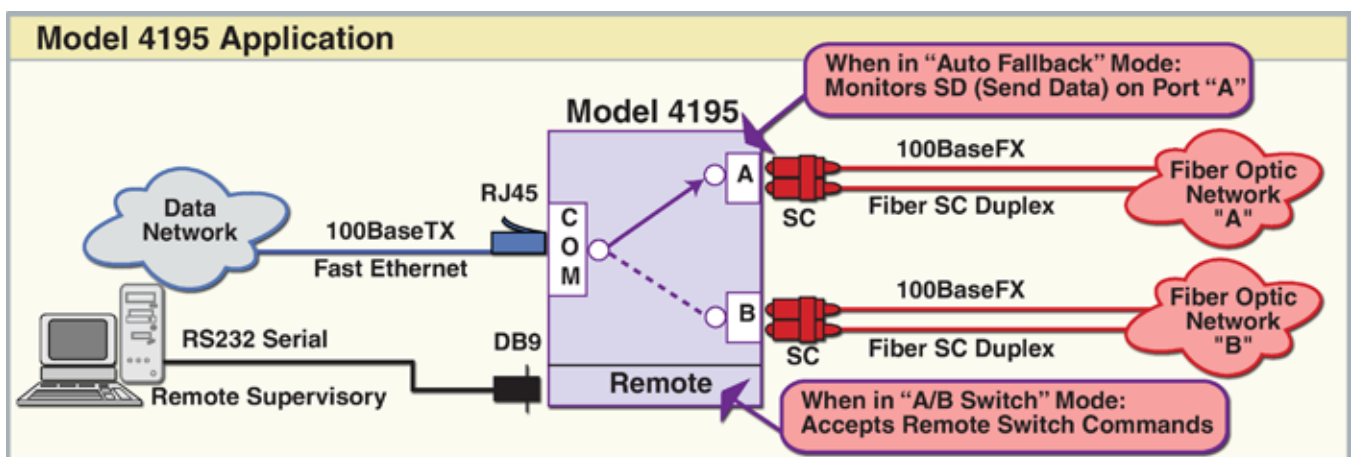 Model 4195 Application
When in “Auto Fallback” Mode:
Monitors SD (Send Data) on Port “A”
Model 4195
Data
Network
100BaseTX
Fast Ethernet
RJ45
COM
A
SC
100BaseFX
Fiber SC Duplex
Fiber Optic
Network
"A"
B
SC
100BaseFX
Fiber SC Duplex
Fiber Optic
Network
"B"
RS232 Serial
Remote Supervisory
DB9
Remote
When in “A/B Switch” Mode:
Accepts Remote Switch Commands